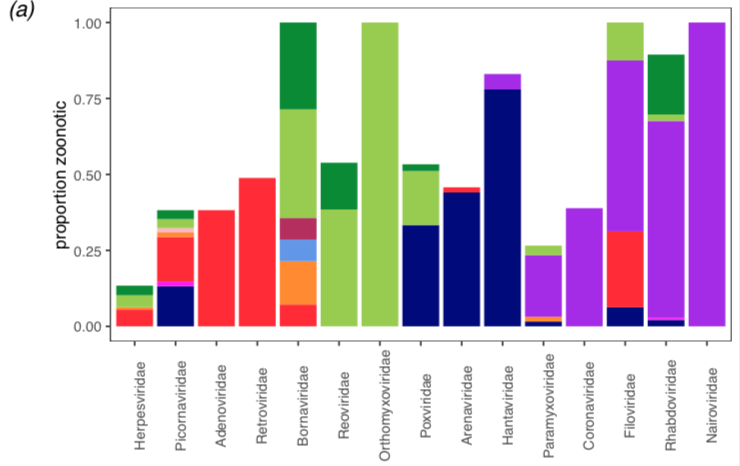 (a)
1.00
0.75
0.50
0.25
0.00
proportion zoonotic
Herpesviridae
Picornaviridae
Adenoviridae
Retroviridae
Bornaviridae
Reoviridae
Orthomyxoviridae
Poxviridae
Arenaviridae
Hantaviridae
Paramyxoviridae
Coronaviridae
Filoviridae
Rhabdoviridae
Nairoviridae